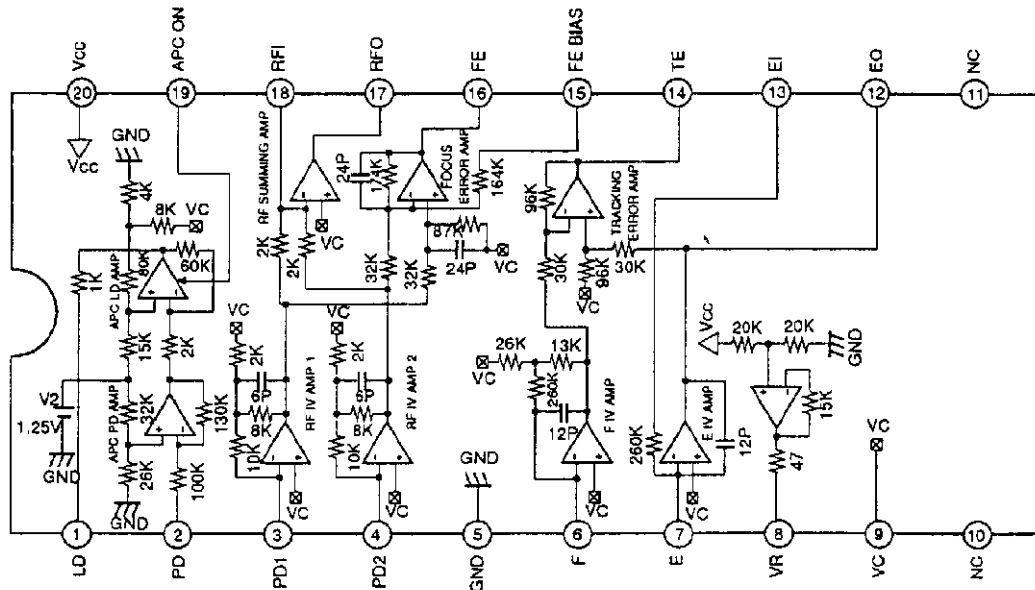 Vcc
APC ON
RFI
RFO
FE
FE BIAS
TE
EI
EO
NC
20
19
18
17
16
15
14
13
12
11
GND
Vcc
4K
8K
VC
60K
80K
1K
APC LD AMP
15K
2K
V2
1.25V
GND
32K
APC PD AMP
130K
26K
100K
GND
RF SUMMING AMP
2K
2K
VC
24P
174K
FOCUS
ERROR AMP
164K
87K
24P
VC
32K
32K
VC
2K
6P
8K
10K
RF IV AMP 1
VC
VC
2K
6P
8K
10K
RF IV AMP 2
VC
GND
96K
30K
TRACKING
ERROR AMP
96K
VC
30K
26K
VC
13K
260K
12P
F IV AMP
VC
260K
E IV AMP
12P
VC
Vcc
20K
20K
GND
15K
47
VC
1
2
3
4
5
6
7
8
9
10
LD
PD
PD1
PD2
GND
F
E
VR
VC
NC